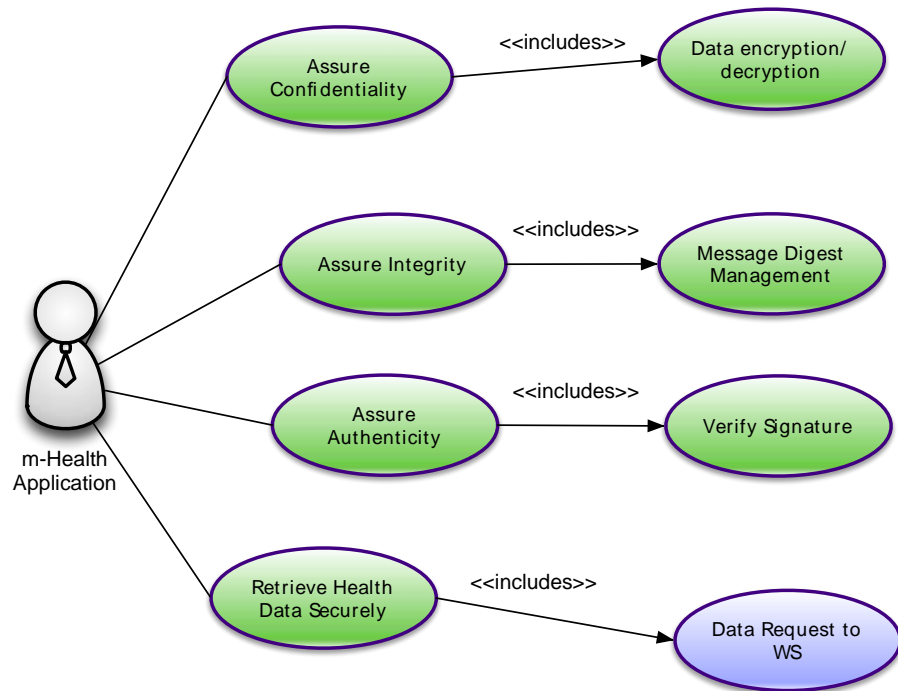 <<includes>>
Assure
Confidentiality
Data encryption/
decryption
<<includes>>
Assure Integrity
Message Digest
Management
<<includes>>
Assure
Authenticity
Verify Signature
m-Health
Application
<<includes>>
Retrieve Health
Data Securely
Data Request to
WS